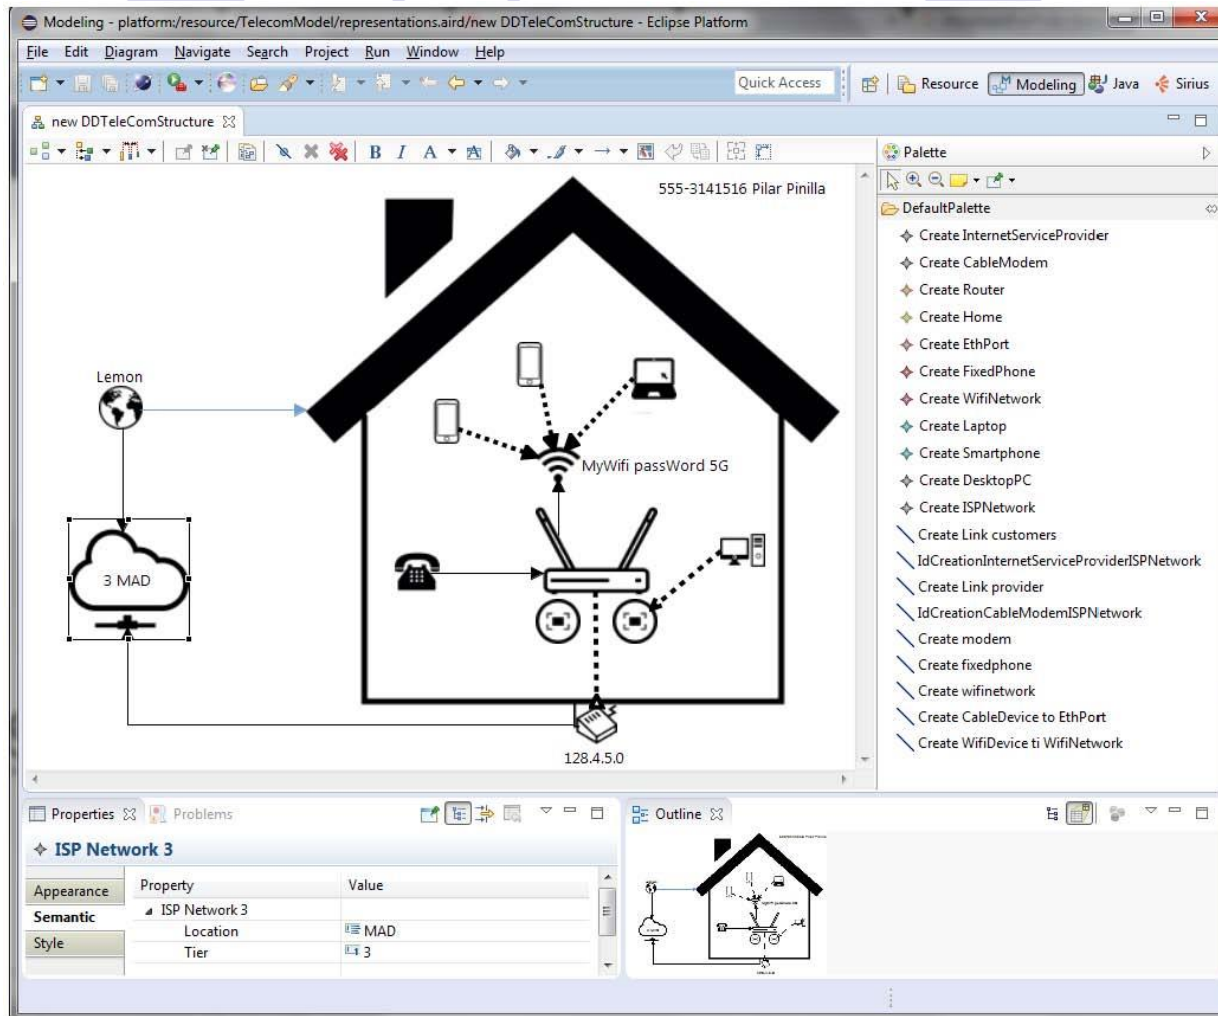 Modeling - platform:/resource/TelecomModel/representations.aird/new DDTeleComStructure - Eclipse Platform
File Edit Diagram Navigate Search Project Run Window Help
Quick Access Resource Modeling Java Sirius
new DDTeleComStructure
B I A
555-3141516 Pilar Pinilla
Lemon
MyWifi passWord 5G
3 MAD
128.4.5.0
Palette
DefaultPalette
Create InternetServiceProvider
Create CableModem
Create Router
Create Home
Create EthPort
Create FixedPhone
Create WifiNetwork
Create Laptop
Create Smartphone
Create DesktopPC
Create ISPNetwork
Create Link customers
IdCreationInternetServiceProviderISPNetwork
Create Link provider
IdCreationCableModemISPNetwork
Create modem
Create fixedphone
Create wifinetwork
Create CableDevice to EthPort
Create WifiDevice ti WifiNetwork
Properties Problems
ISP Network 3
Appearance
Semantic
Style
Property Value
ISP Network 3
Location MAD
Tier 3
Outline